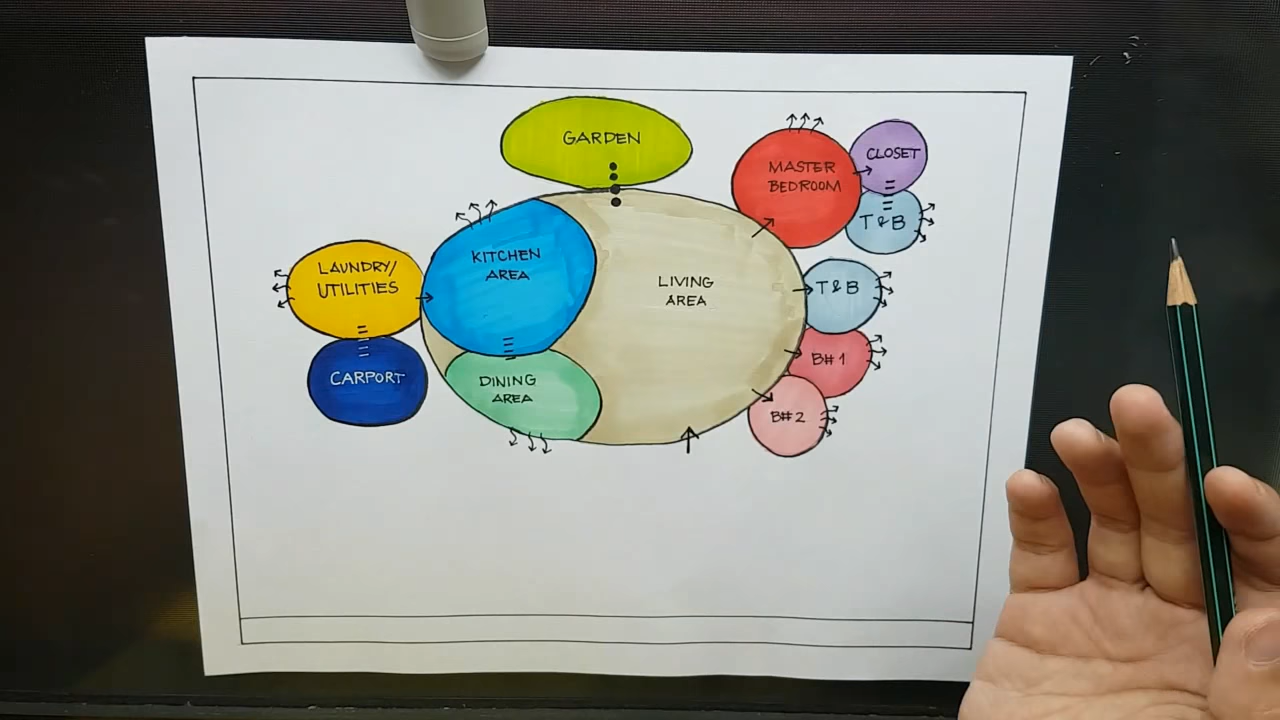 GARDEN
MASTER
BEDROOM
CLOSET
T & B
KITCHEN
AREA
LAUNDRY/
UTILITIES
LIVING
AREA
T & B
B#1
CARPORT
DINING
AREA
B#2